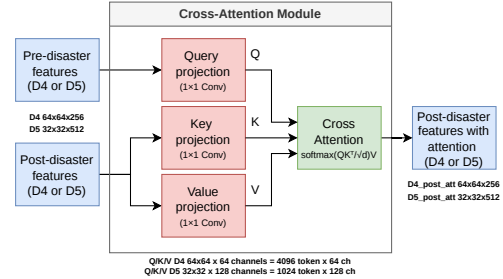 Cross-Attention Module
Pre-disaster
features
(D4 or D5)
D4 64x64x256
D5 32x32x512
Post-disaster
features
(D4 or D5)
Query
projection
(1×1 Conv)
Q
Key
projection
(1×1 Conv)
K
Value
projection
(1×1 Conv)
V
Cross
Attention
softmax(QKᵀ/√d)V
Post-disaster
features with
attention
(D4 or D5)
D4_post_att 64x64x256
D5_post_att 32x32x512
Q/K/V D4 64x64 x 64 channels = 4096 token x 64 ch
Q/K/V D5 32x32 x 128 channels = 1024 token x 128 ch